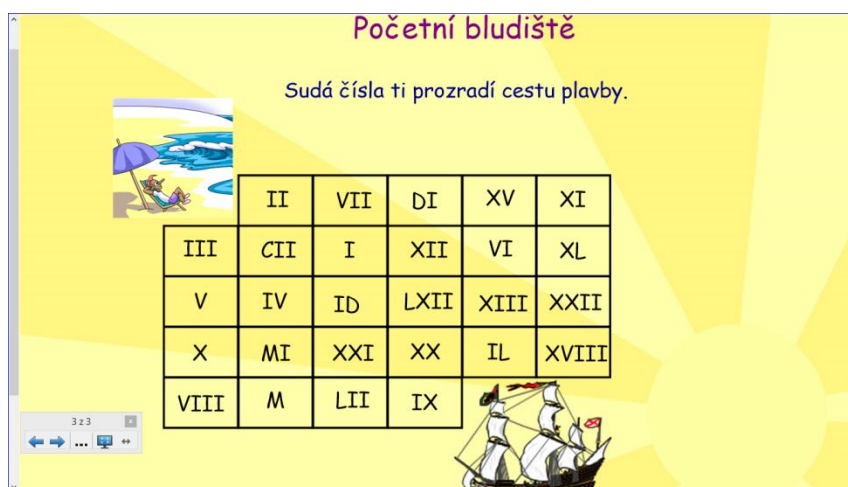 Početní bludiště
Sudá čísla ti prozradí cestu plavby.
II VII DI XV XI
III CII I XII VI XL
V IV ID LXII XIII XXII
X MI XXI XX IL XVIII
VIII M LII IX
3 z 3